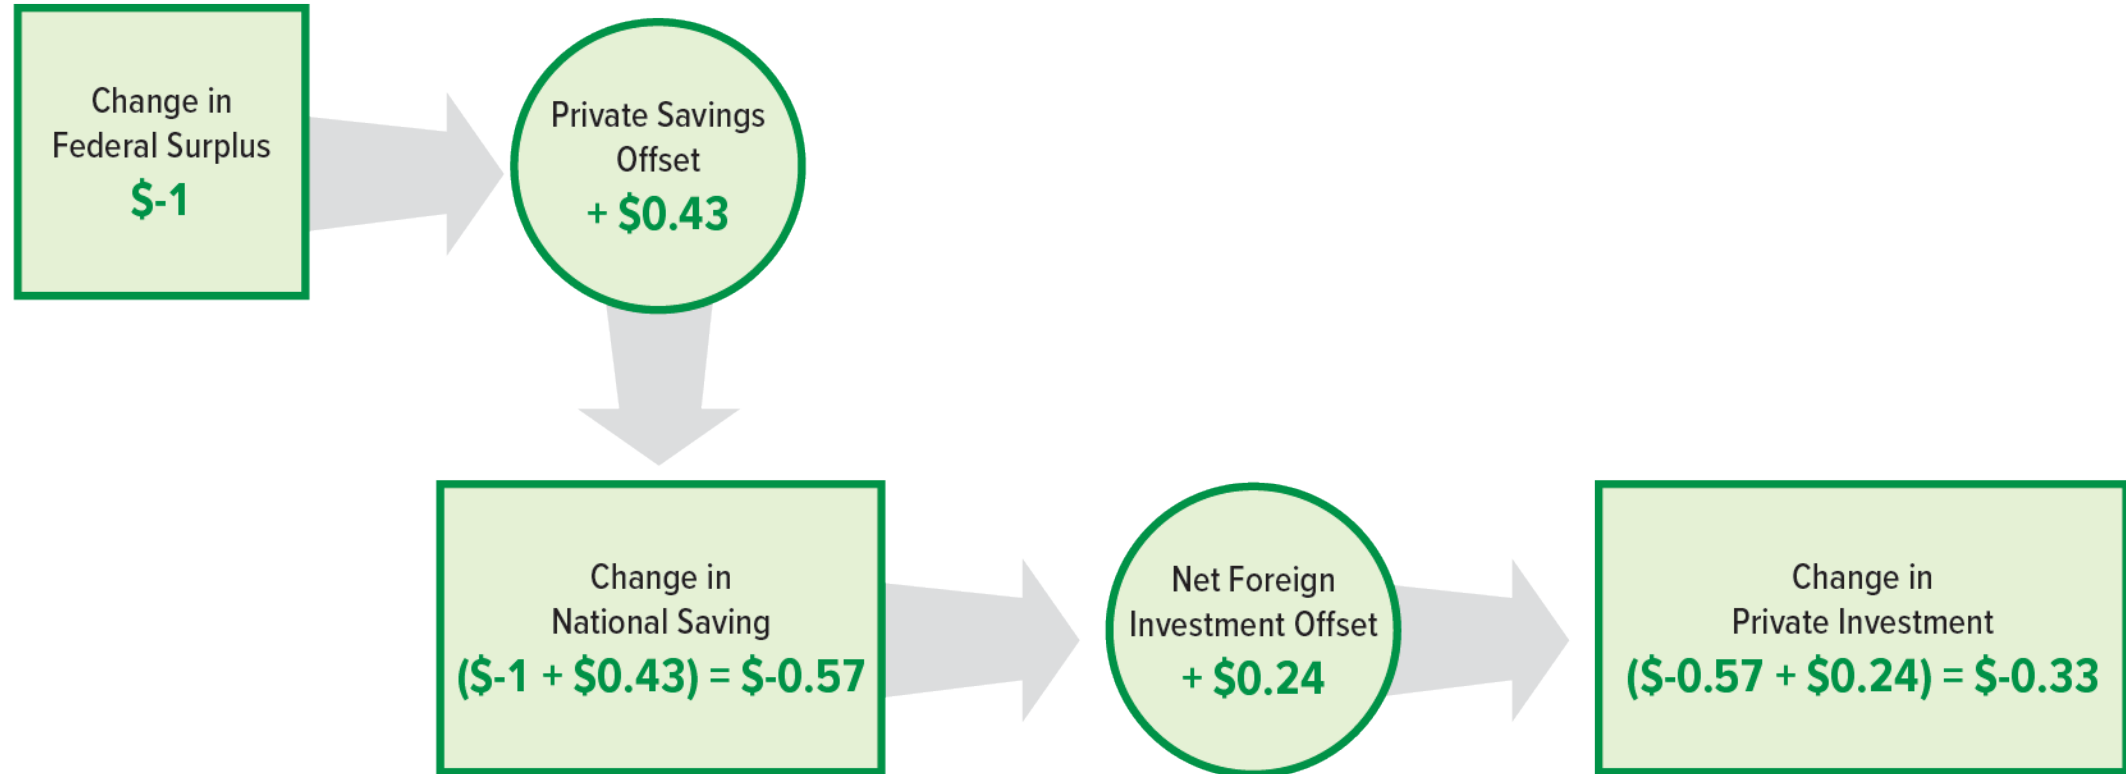 Change in
Federal Surplus
$-1
Private Savings
Offset
+ $0.43
Change in
National Saving
($-1 + $0.43) = $-0.57
Net Foreign
Investment Offset
+ $0.24
Change in
Private Investment
($-0.57 + $0.24) = $-0.33